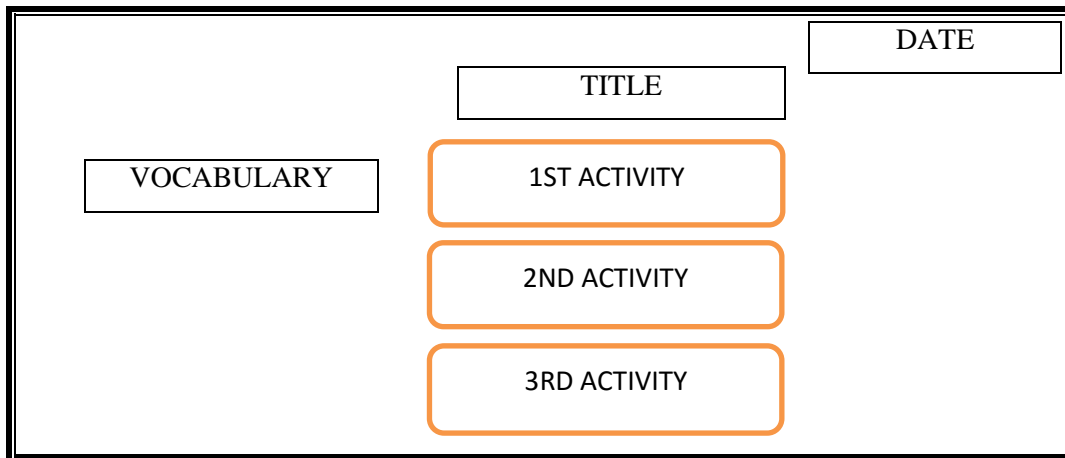 DATE
TITLE
VOCABULARY
1ST ACTIVITY
2ND ACTIVITY
3RD ACTIVITY